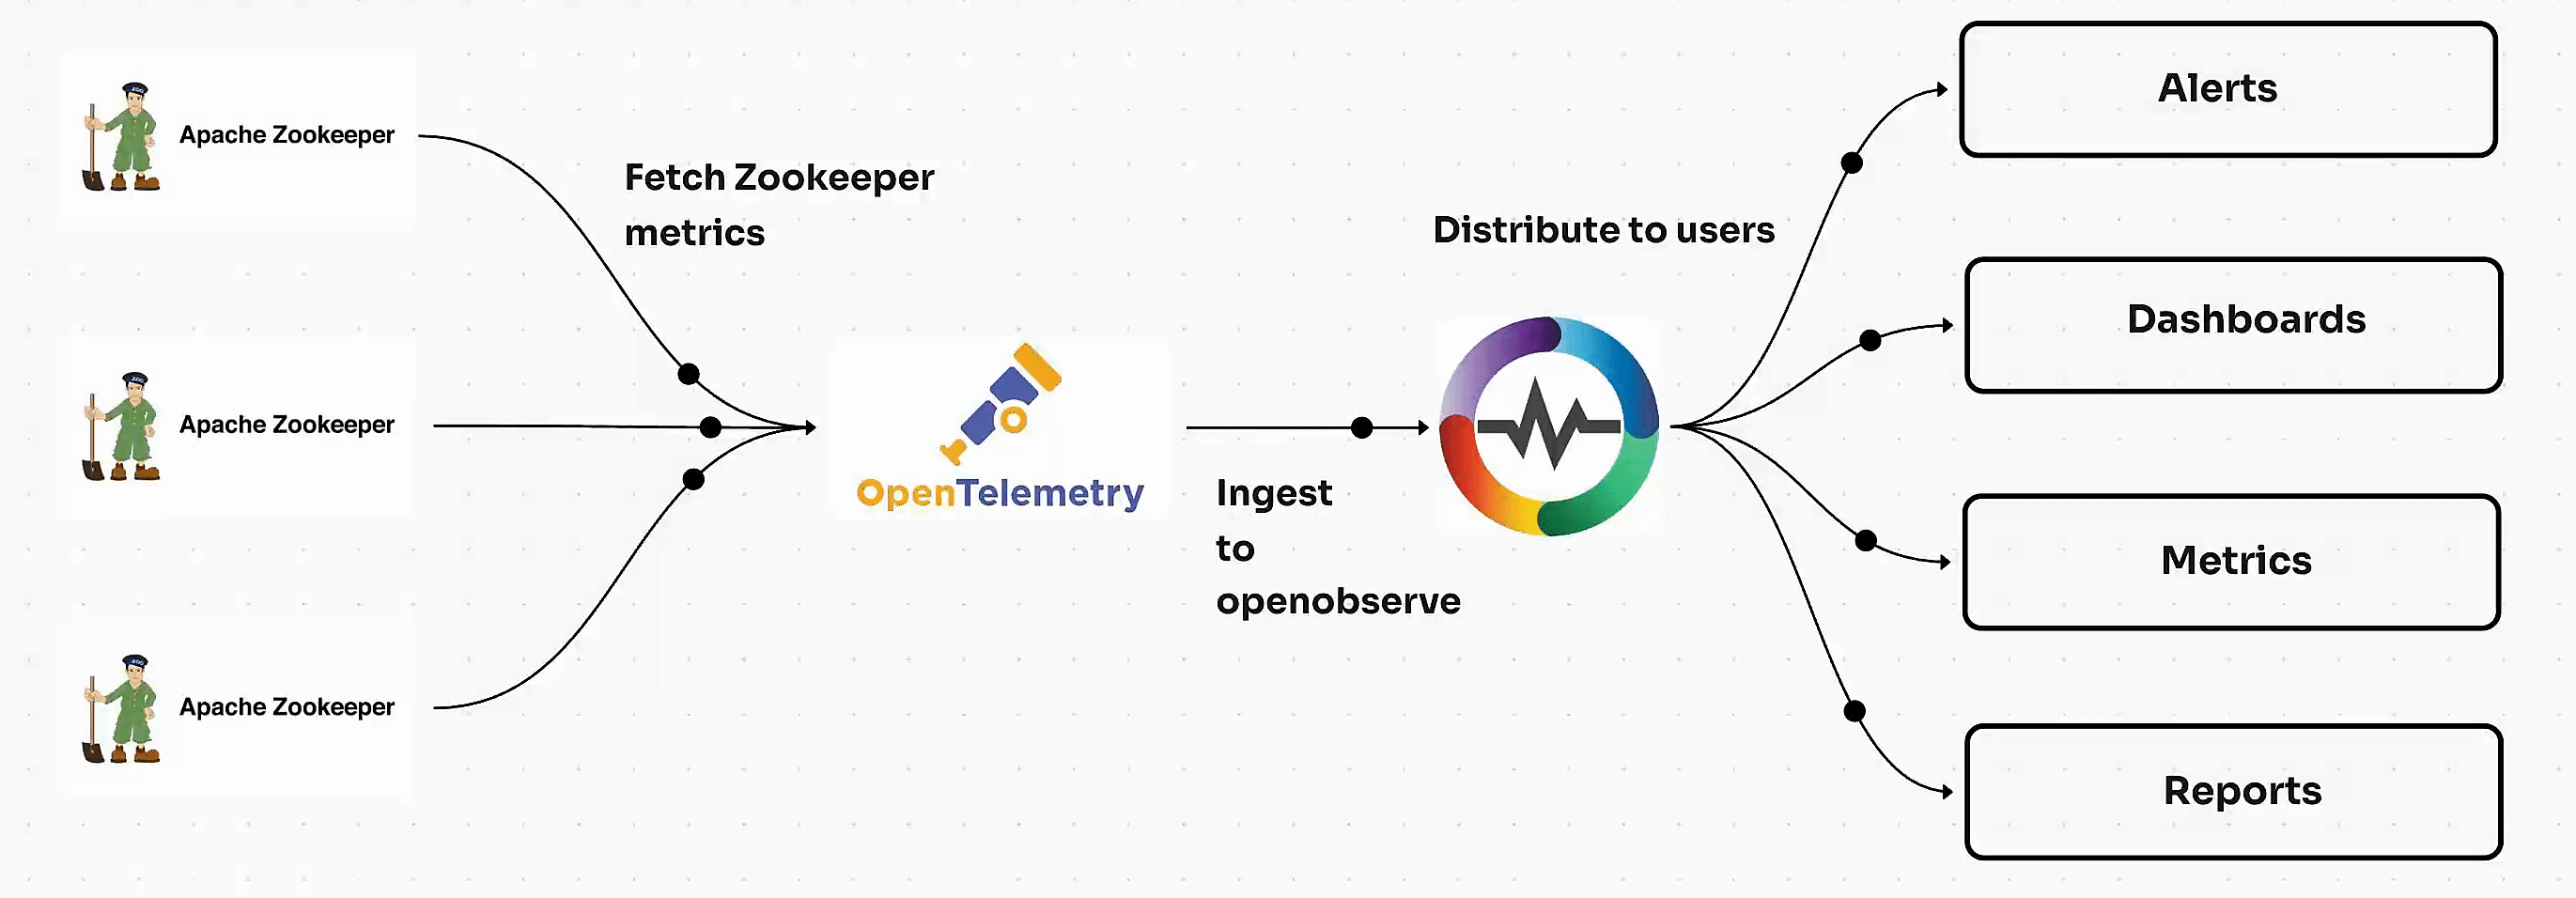 Apache Zookeeper
Fetch Zookeeper
metrics
Apache Zookeeper
Apache Zookeeper
OpenTelemetry
Ingest
to
openobserve
Distribute to users
Alerts
Dashboards
Metrics
Reports